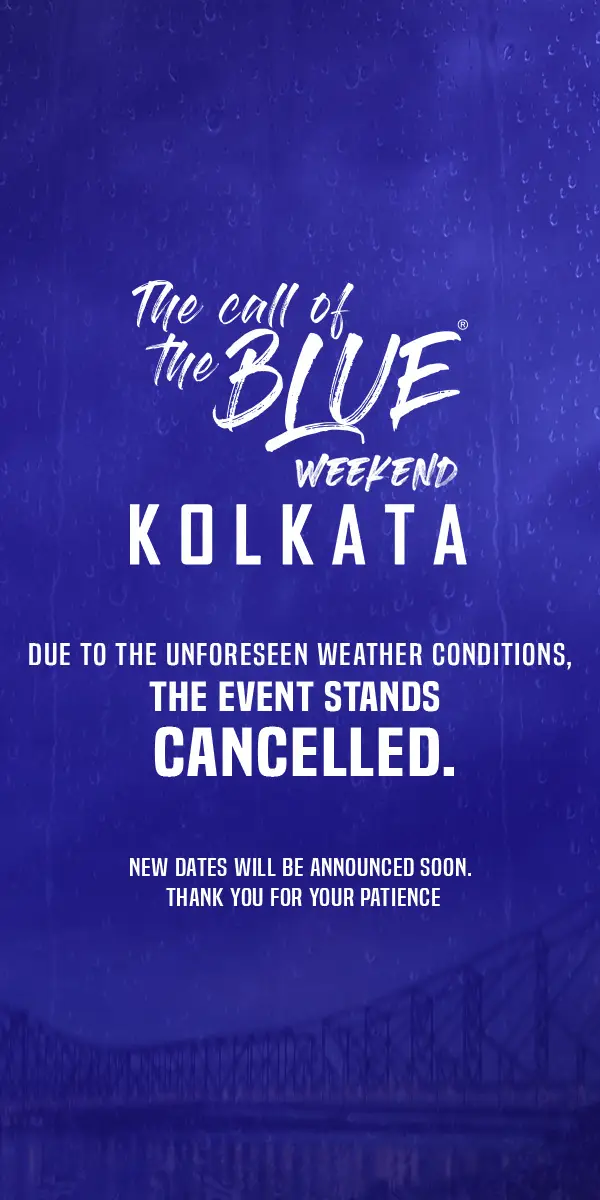 The call of
the BLUE®
WEEKEND
KOLKATA
DUE TO THE UNFORESEEN WEATHER CONDITIONS,
THE EVENT STANDS
CANCELLED.
NEW DATES WILL BE ANNOUNCED SOON.
THANK YOU FOR YOUR PATIENCE